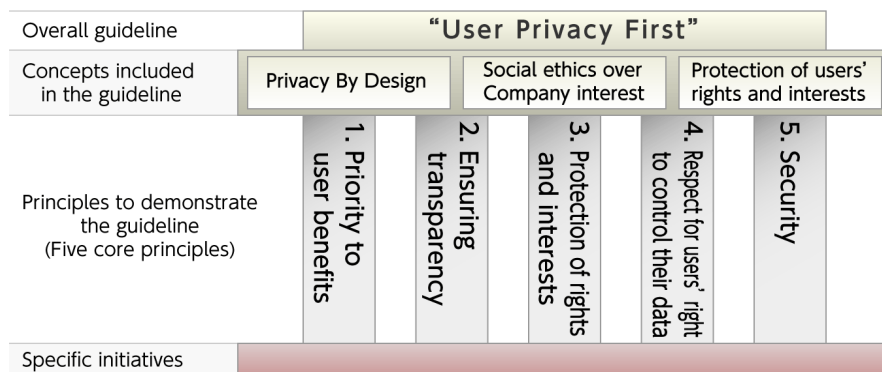 Overall guideline
“User Privacy First”
Concepts included
in the guideline
Privacy By Design
Social ethics over
Company interest
Protection of users’
rights and interests
Principles to demonstrate
the guideline
(Five core principles)
1. Priority to
user benefits
2. Ensuring
transparency
3. Protection of rights
and interests
4. Respect for users’ right
to control their data
5. Security
Specific initiatives